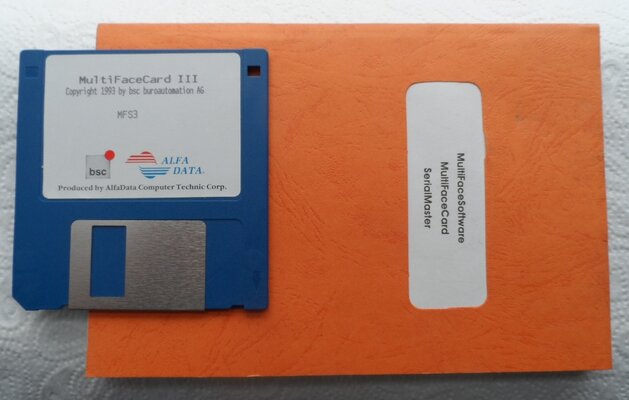 MultiFaceCard III
Copyright 1993 by bsc buroautomation AG
MFS3
bsc
ALFA
DATA.
Produced by AlfaData Computer Technic Corp.
MultiFaceSoftware
MultiFaceCard
SerialMaster